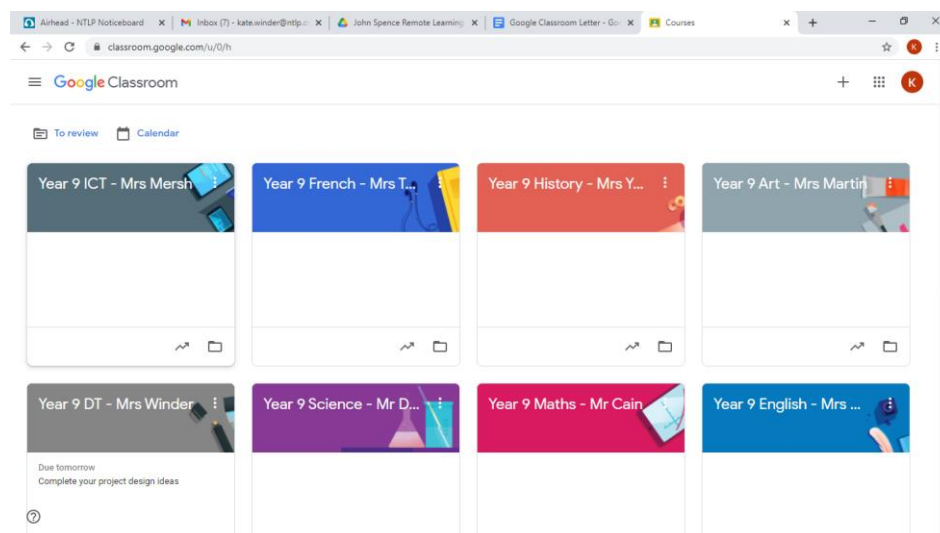 Airhead - NTLP Noticeboard
Inbox (7) - kate.winder@ntlp.o
John Spence Remote Learning
Google Classroom Letter - Go
Courses
classroom.google.com/u/0/h
K
Google Classroom
K
To review
Calendar
Year 9 ICT - Mrs Mersh
Year 9 French - Mrs T...
Year 9 History - Mrs Y...
Year 9 Art - Mrs Martin
Year 9 DT - Mrs Winder
Year 9 Science - Mr D...
Year 9 Maths - Mr Cain
Year 9 English - Mrs ...
Due tomorrow
Complete your project design ideas